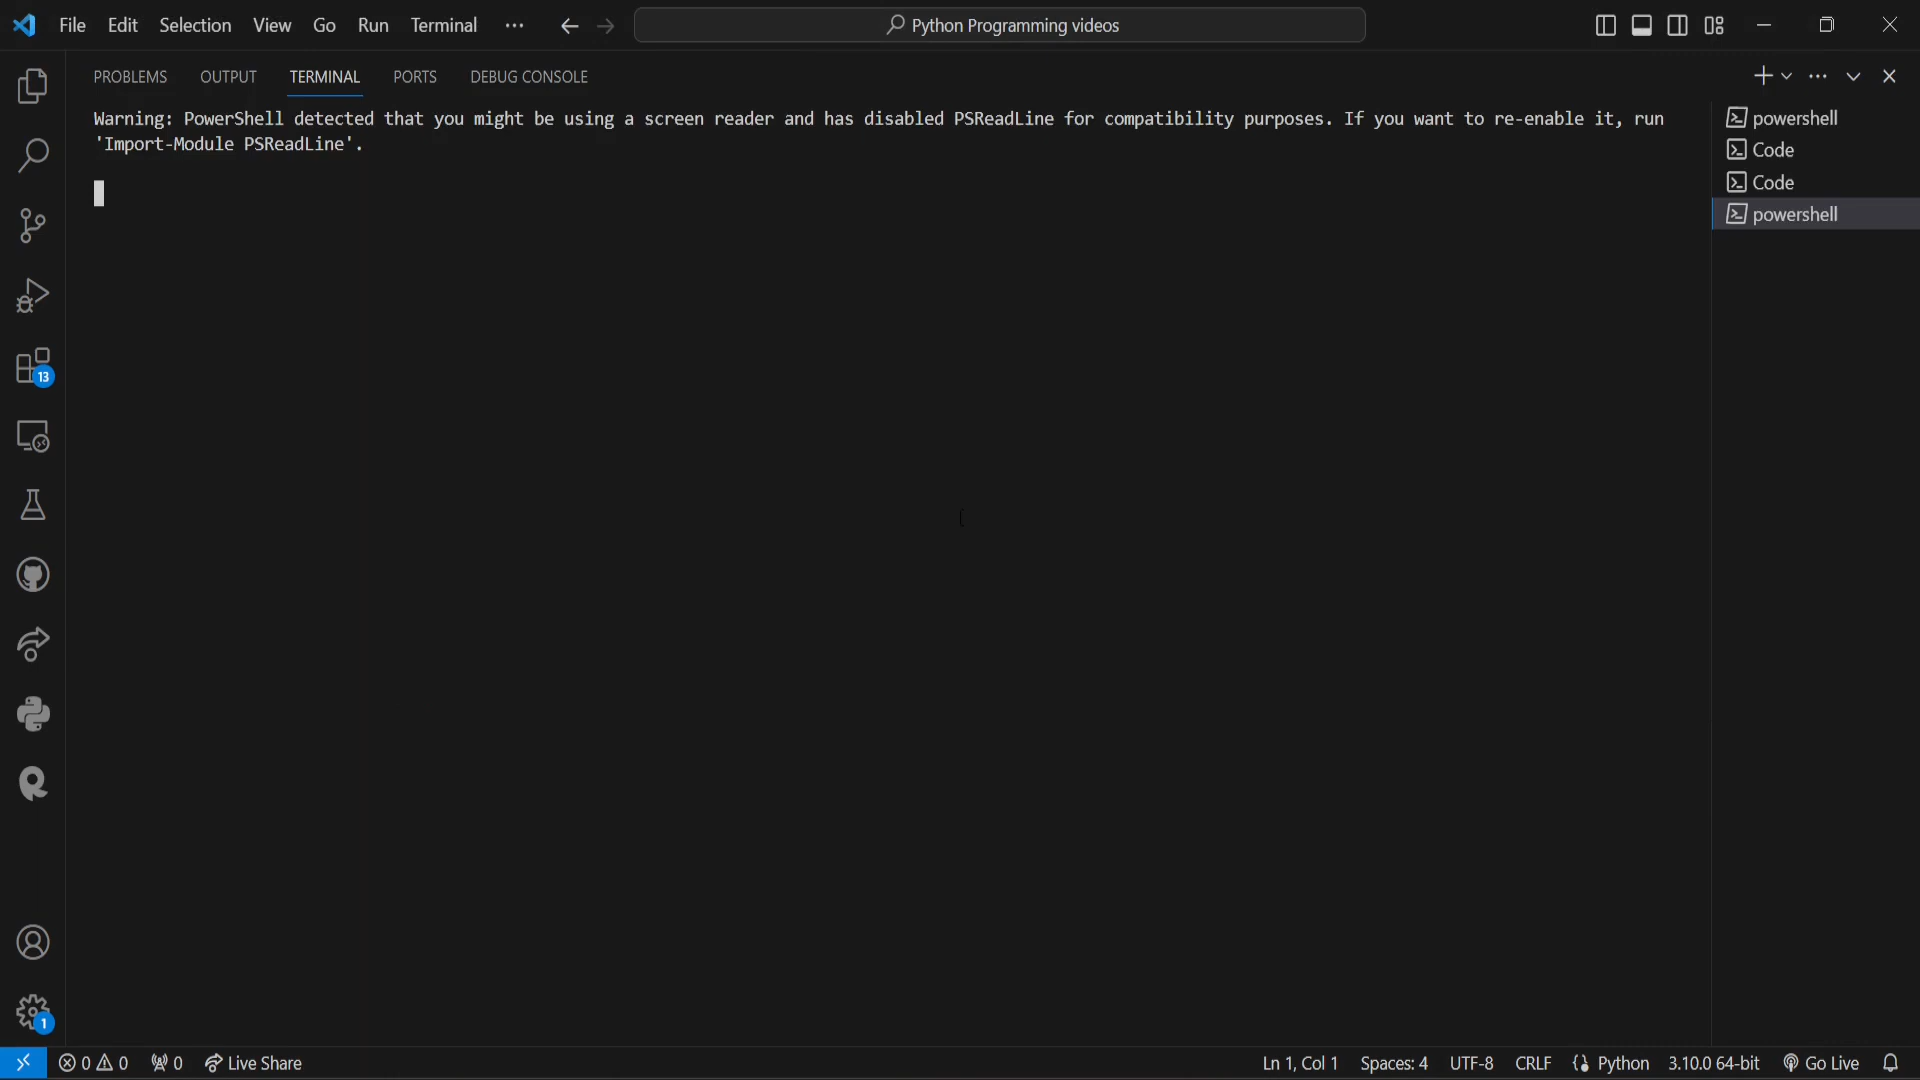 File Edit Selection View Go Run Terminal ··· Python Programming videos
PROBLEMS OUTPUT TERMINAL PORTS DEBUG CONSOLE
Warning: PowerShell detected that you might be using a screen reader and has disabled PSReadLine for compatibility purposes. If you want to re-enable it, run
'Import-Module PSReadLine'.
powershell
Code
Code
powershell
13
1
0 0 0 Live Share Ln 1, Col 1 Spaces: 4 UTF-8 CRLF Python 3.10.0 64-bit Go Live